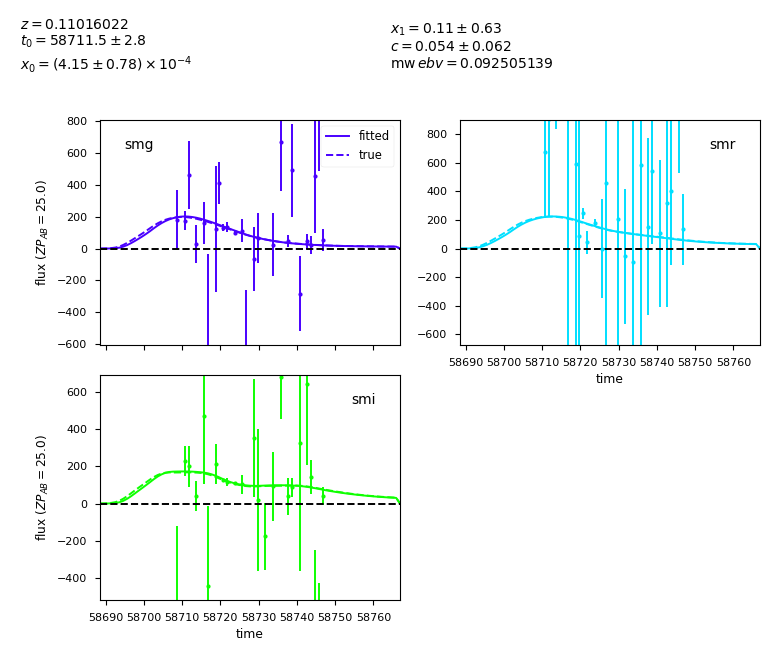 z = 0.11016022
t₀ = 58711.5 ± 2.8
x₀ = (4.15 ± 0.78) × 10⁻⁴
x₁ = 0.11 ± 0.63
c = 0.054 ± 0.062
mw ebv = 0.092505139
smg
fitted
true
800
600
400
200
0
−200
−400
−600
flux (ZP_AB = 25.0)
smr
800
600
400
200
0
−200
−400
−600
58690 58700 58710 58720 58730 58740 58750 58760
time
smi
600
400
200
0
−200
−400
flux (ZP_AB = 25.0)
58690 58700 58710 58720 58730 58740 58750 58760
time